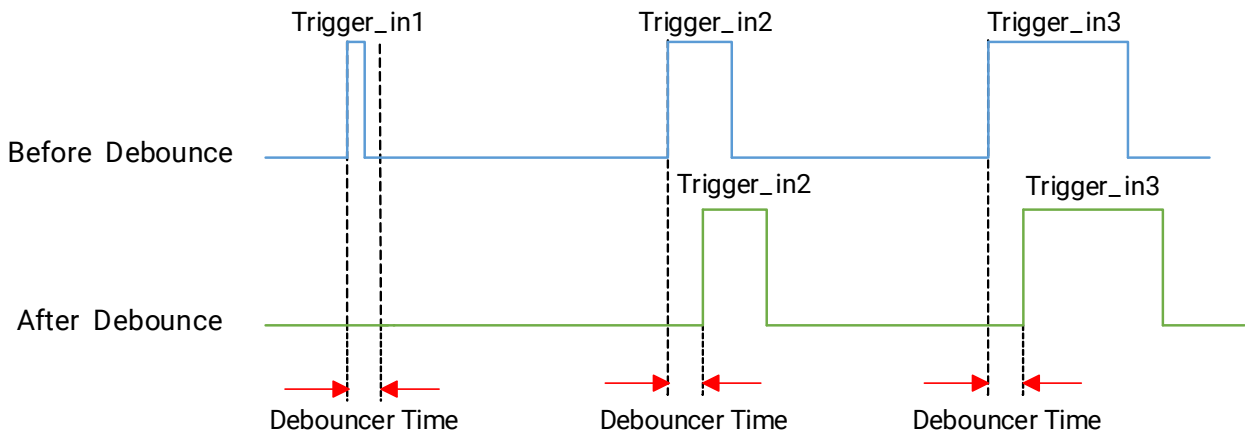 Trigger_in1
Trigger_in2
Trigger_in3
Before Debounce
Trigger_in2
Trigger_in3
After Debounce
Debouncer Time
Debouncer Time
Debouncer Time